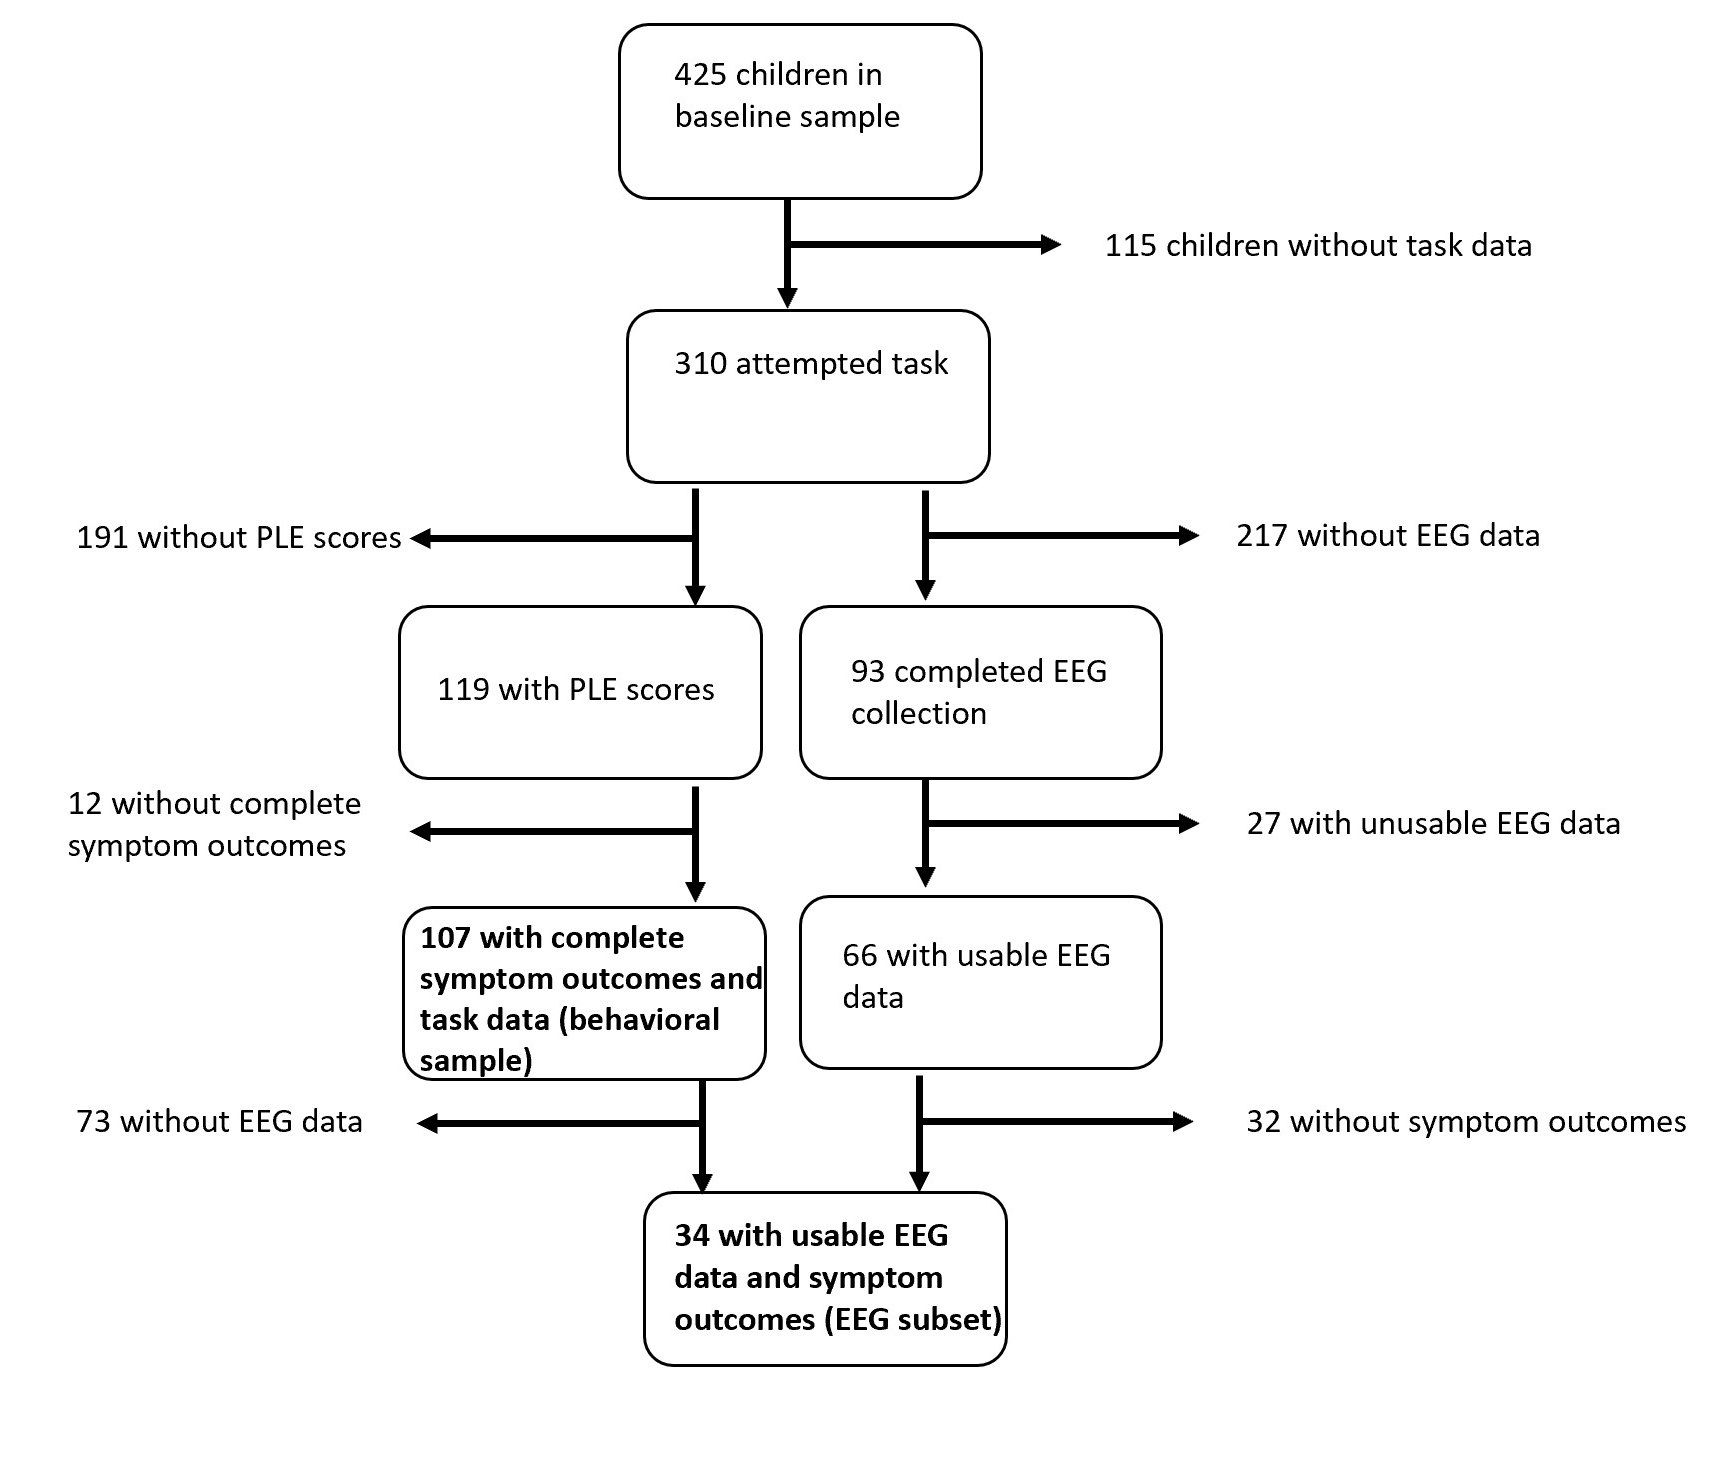 425 children in
baseline sample
115 children without task data
310 attempted task
191 without PLE scores
217 without EEG data
119 with PLE scores
93 completed EEG
collection
12 without complete
symptom outcomes
27 with unusable EEG data
107 with complete
symptom outcomes and
task data (behavioral
sample)
66 with usable EEG
data
73 without EEG data
32 without symptom outcomes
34 with usable EEG
data and symptom
outcomes (EEG subset)